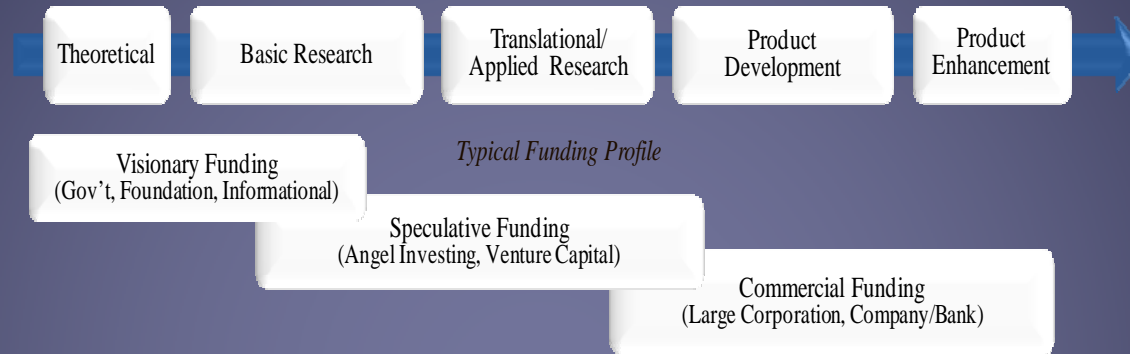 Theoretical
Basic Research
Translational/
Applied Research
Product
Development
Product
Enhancement
Typical Funding Profile
Visionary Funding
(Gov't, Foundation, Informational)
Speculative Funding
(Angel Investing, Venture Capital)
Commercial Funding
(Large Corporation, Company/Bank)